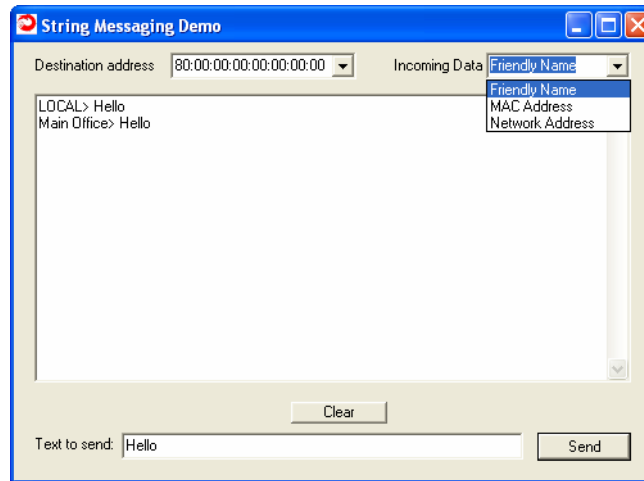 String Messaging Demo
Destination address 80:00:00:00:00:00:00:00 Incoming Data Friendly Name
Friendly Name
MAC Address
Network Address
LOCAL> Hello
Main Office> Hello
Clear
Text to send: Hello Send